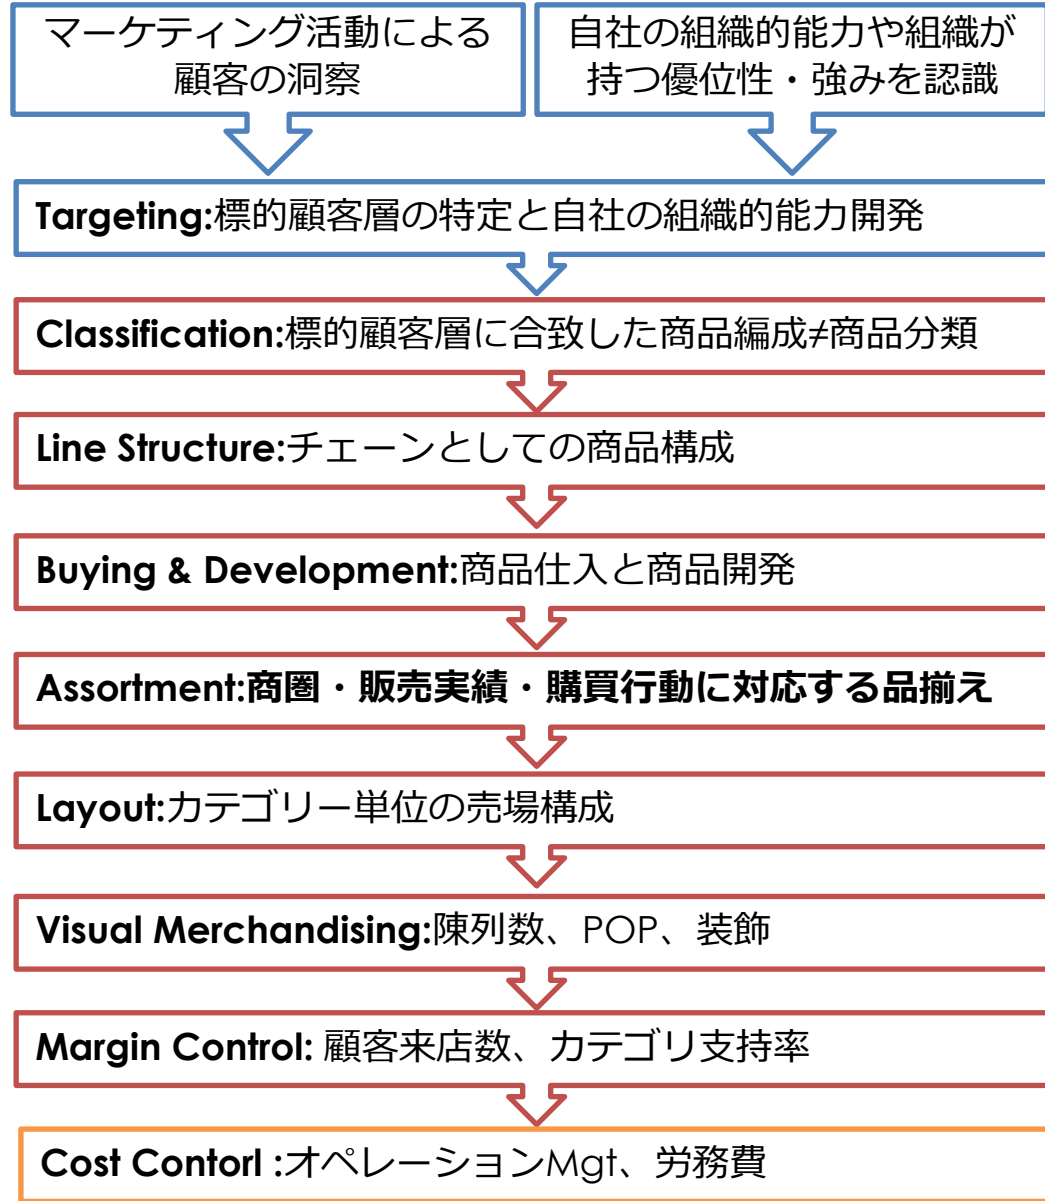 マーケティング活動による
顧客の洞察
自社の組織的能力や組織が
持つ優位性・強みを認識
Targeting:標的顧客層の特定と自社の組織的能力開発
Classification:標的顧客層に合致した商品編成≠商品分類
Line Structure:チェーンとしての商品構成
Buying & Development:商品仕入と商品開発
Assortment:商圏・販売実績・購買行動に対応する品揃え
Layout:カテゴリー単位の売場構成
Visual Merchandising:陳列数、POP、装飾
Margin Control: 顧客来店数、カテゴリ支持率
Cost Contorl :オペレーションMgt、労務費